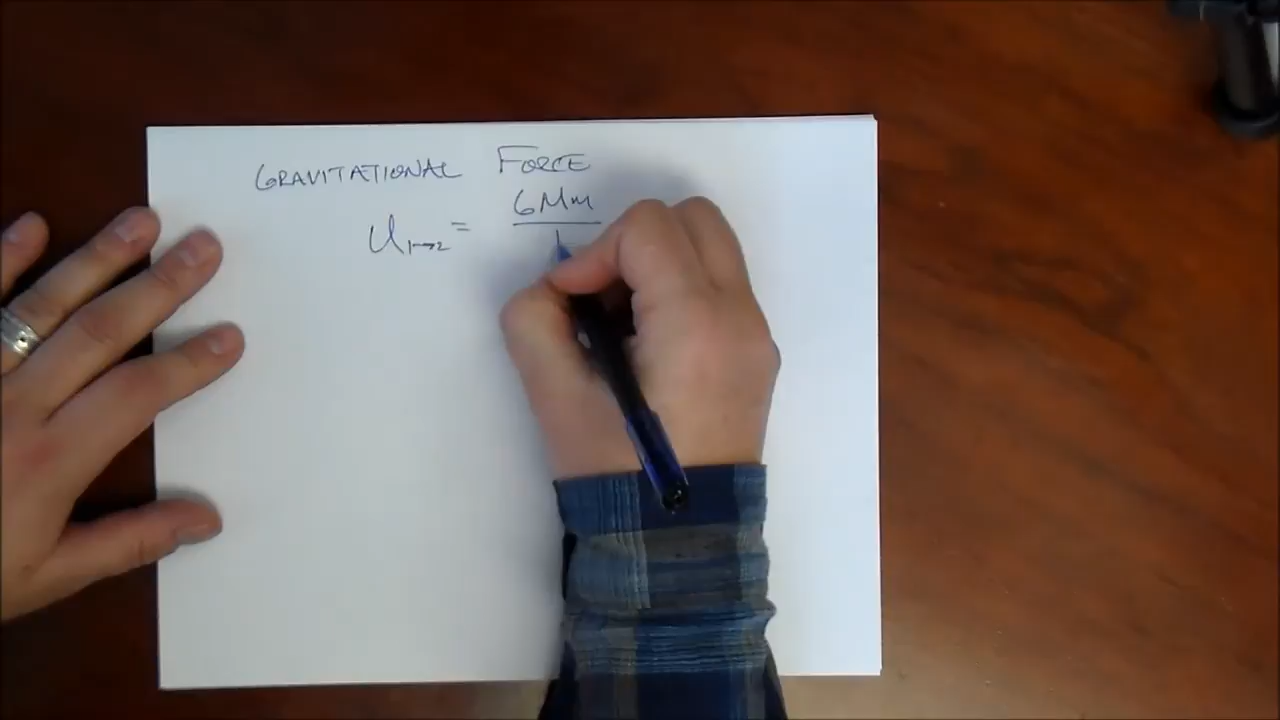 GRAVITATIONAL FORCE
U₁→₂ = GMm /